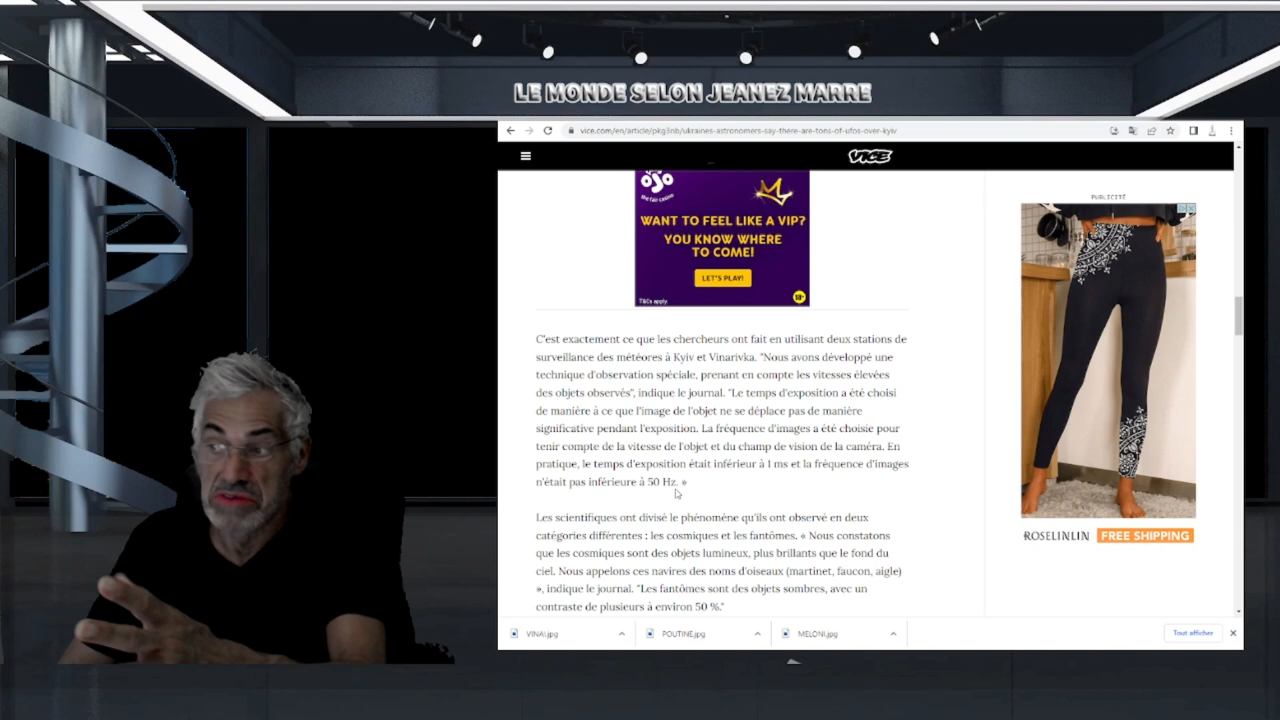 LE MONDE SELON JEANEZ MARRE
vice.com/en/article/pkg3nb/ukraines-astronomers-say-there-are-tons-of-ufos-over-kyiv
VICE
OJO
the fair casino
WANT TO FEEL LIKE A VIP?
YOU KNOW WHERE
TO COME!
LET'S PLAY!
T&Cs apply.
18+
PUBLICITÉ
C'est exactement ce que les chercheurs ont fait en utilisant deux stations de
surveillance des météores à Kyiv et Vinarivka. "Nous avons développé une
technique d'observation spéciale, prenant en compte les vitesses élevées
des objets observés", indique le journal. "Le temps d'exposition a été choisi
de manière à ce que l'image de l'objet ne se déplace pas de manière
significative pendant l'exposition. La fréquence d'images a été choisie pour
tenir compte de la vitesse de l'objet et du champ de vision de la caméra. En
pratique, le temps d'exposition était inférieur à 1 ms et la fréquence d'images
n'était pas inférieure à 50 Hz. »
Les scientifiques ont divisé le phénomène qu'ils ont observé en deux
catégories différentes : les cosmiques et les fantômes. « Nous constatons
que les cosmiques sont des objets lumineux, plus brillants que le fond du
ciel. Nous appelons ces navires des noms d'oiseaux (martinet, faucon, aigle)
», indique le journal. "Les fantômes sont des objets sombres, avec un
contraste de plusieurs à environ 50 %."
ROSELINLIN FREE SHIPPING
VINAI.jpg
POUTINE.jpg
MELONI.jpg
Tout afficher